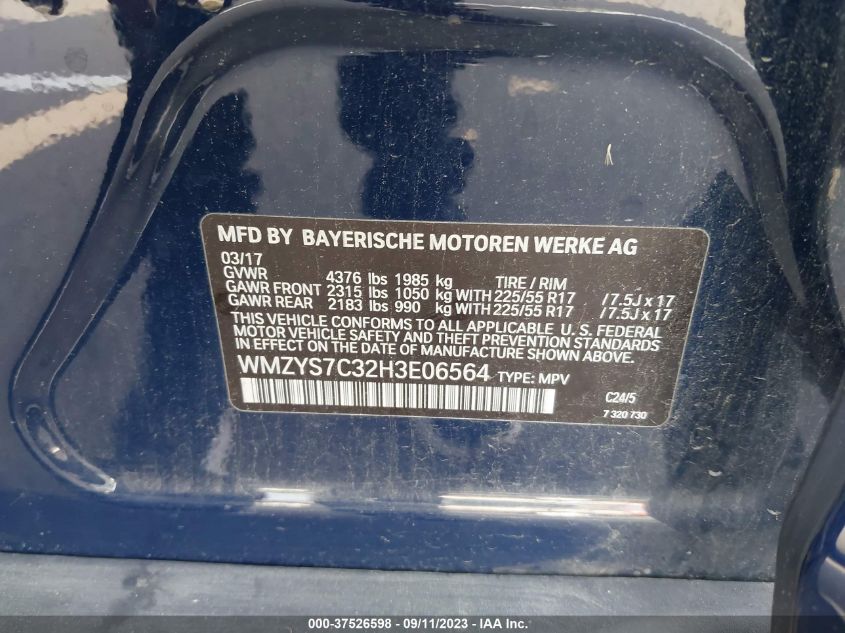 MFD BY BAYERISCHE MOTOREN WERKE AG
03/17
GVWR 4376 lbs 1985 kg TIRE / RIM
GAWR FRONT 2315 lbs 1050 kg WITH 225/55 R17 /7.5J x 17
GAWR REAR 2183 lbs 990 kg WITH 225/55 R17 /7.5J x 17
THIS VEHICLE CONFORMS TO ALL APPLICABLE U. S. FEDERAL
MOTOR VEHICLE SAFETY AND THEFT PREVENTION STANDARDS
IN EFFECT ON THE DATE OF MANUFACTURE SHOWN ABOVE.
WMZYS7C32H3E06564 TYPE: MPV
C24/5
7 320 730
000-37526598 - 09/11/2023 - IAA Inc.